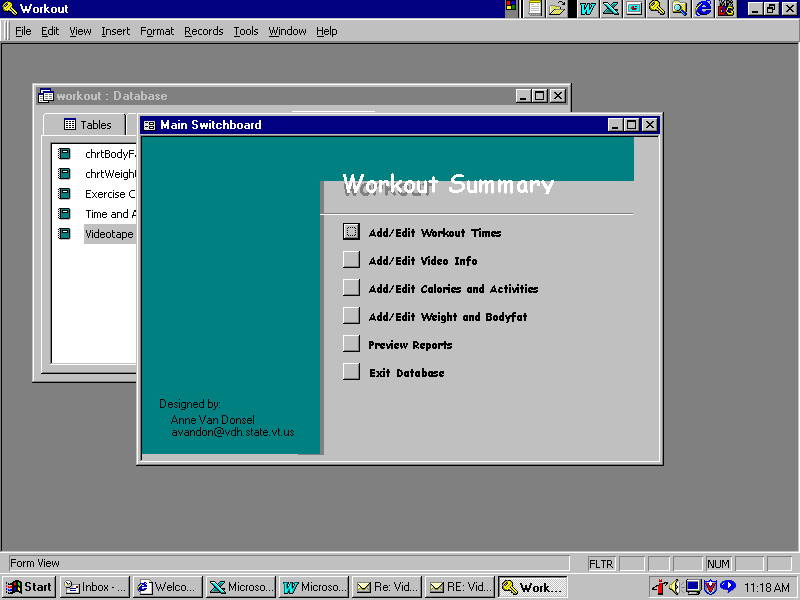 Workout
File Edit View Insert Format Records Tools Window Help
workout : Database
Tables
chrtBodyF
chrtWeigh
Exercise C
Time and A
Videotape
Main Switchboard
Workout Summary
Add/Edit Workout Times
Add/Edit Video Info
Add/Edit Calories and Activities
Add/Edit Weight and Bodyfat
Preview Reports
Exit Database
Designed by:
Anne Van Donsel
avandon@vdh.state.vt.us
Form View
FLTR
NUM
Start
Inbox - ...
Welco...
Microso...
Microso...
Re: Vid...
RE: Vid...
Work...
11:18 AM